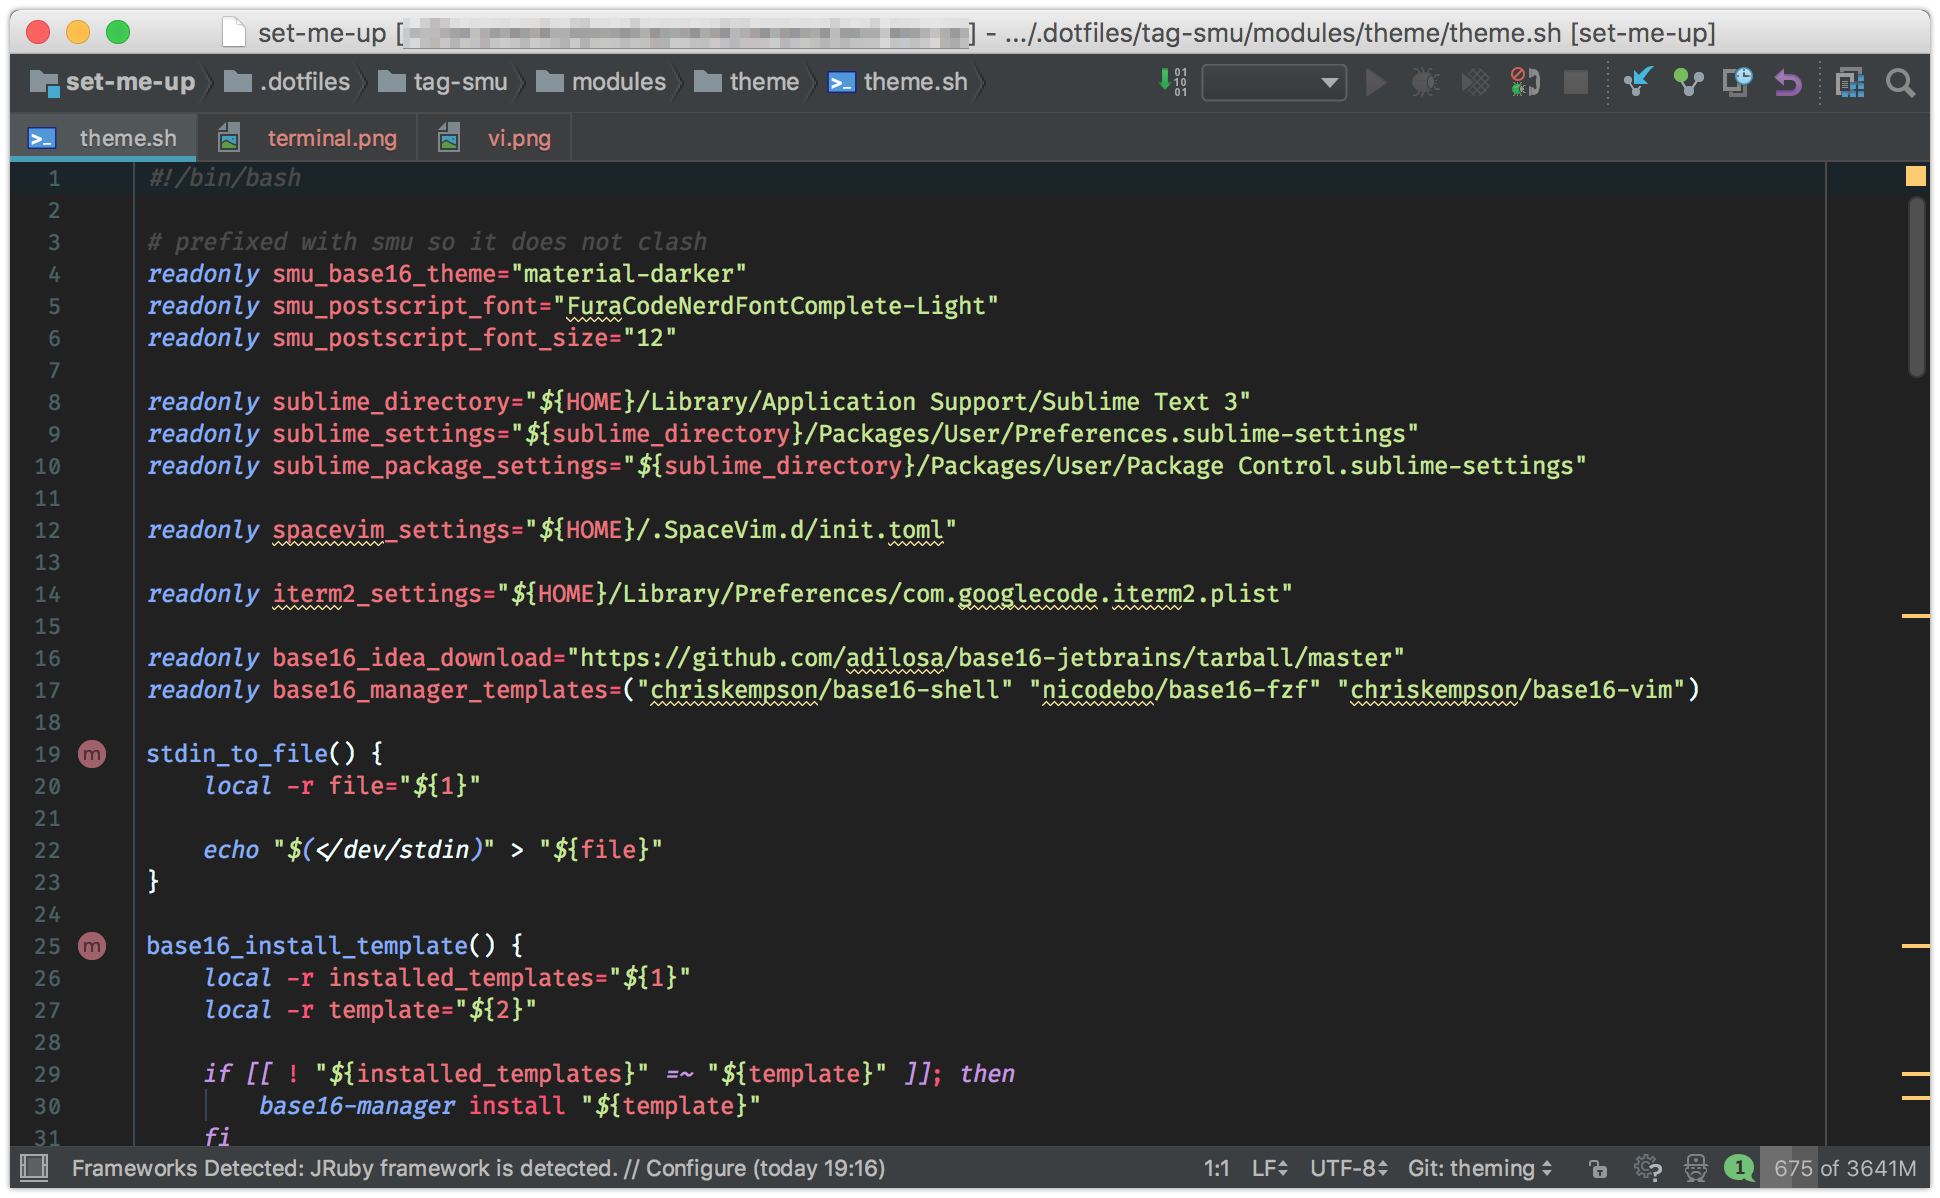 set-me-up [ ] - .../.dotfiles/tag-smu/modules/theme/theme.sh [set-me-up]
set-me-up .dotfiles tag-smu modules theme theme.sh
theme.sh terminal.png vi.png
1 #!/bin/bash
2
3 # prefixed with smu so it does not clash
4 readonly smu_base16_theme="material-darker"
5 readonly smu_postscript_font="FuraCodeNerdFontComplete-Light"
6 readonly smu_postscript_font_size="12"
7
8 readonly sublime_directory="${HOME}/Library/Application Support/Sublime Text 3"
9 readonly sublime_settings="${sublime_directory}/Packages/User/Preferences.sublime-settings"
10 readonly sublime_package_settings="${sublime_directory}/Packages/User/Package Control.sublime-settings"
11
12 readonly spacevim_settings="${HOME}/.SpaceVim.d/init.toml"
13
14 readonly iterm2_settings="${HOME}/Library/Preferences/com.googlecode.iterm2.plist"
15
16 readonly base16_idea_download="https://github.com/adilosa/base16-jetbrains/tarball/master"
17 readonly base16_manager_templates=("chriskempson/base16-shell" "nicodebo/base16-fzf" "chriskempson/base16-vim")
18
19 m stdin_to_file() {
20 local -r file="${1}"
21
22 echo "$(</dev/stdin)" > "${file}"
23 }
24
25 m base16_install_template() {
26 local -r installed_templates="${1}"
27 local -r template="${2}"
28
29 if [[ ! "${installed_templates}" =~ "${template}" ]]; then
30 base16-manager install "${template}"
31 fi
Frameworks Detected: JRuby framework is detected. // Configure (today 19:16) 1:1 LF UTF-8 Git: theming 1 675 of 3641M